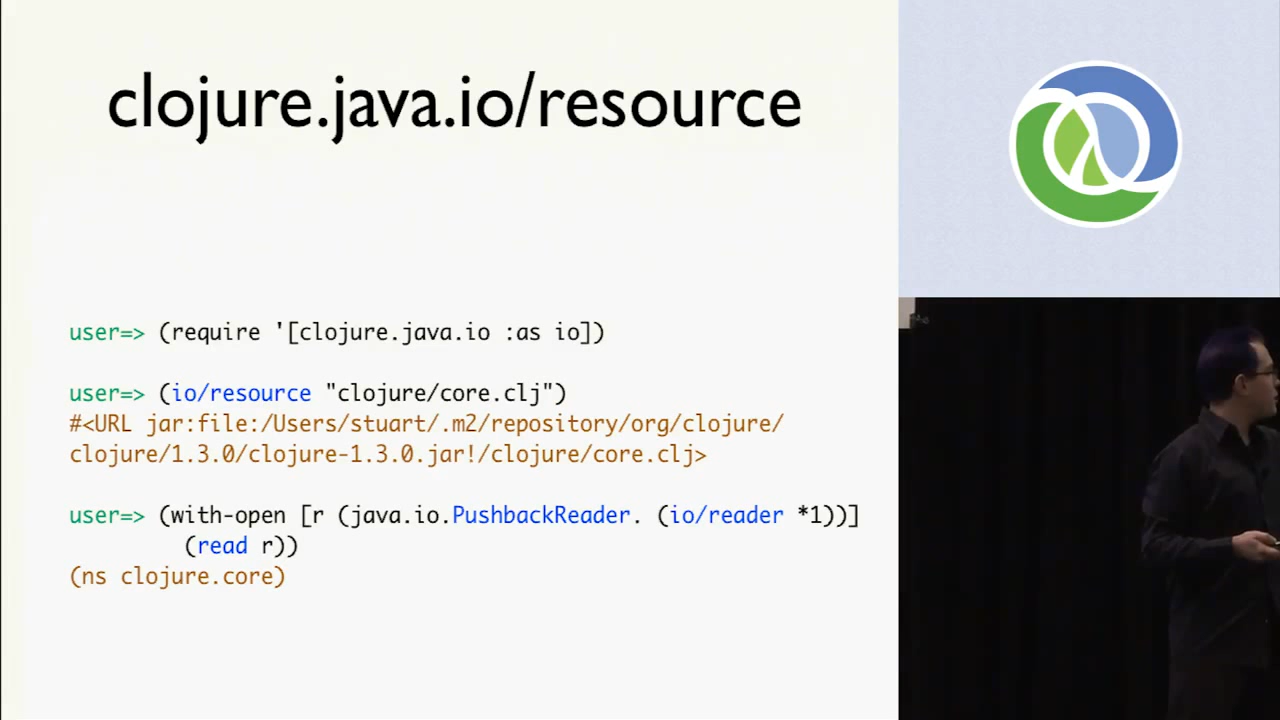 clojure.java.io/resource
user=> (require '[clojure.java.io :as io])
user=> (io/resource "clojure/core.clj")
#<URL jar:file:/Users/stuart/.m2/repository/org/clojure/
clojure/1.3.0/clojure-1.3.0.jar!/clojure/core.clj>
user=> (with-open [r (java.io.PushbackReader. (io/reader *1))]
(read r))
(ns clojure.core)